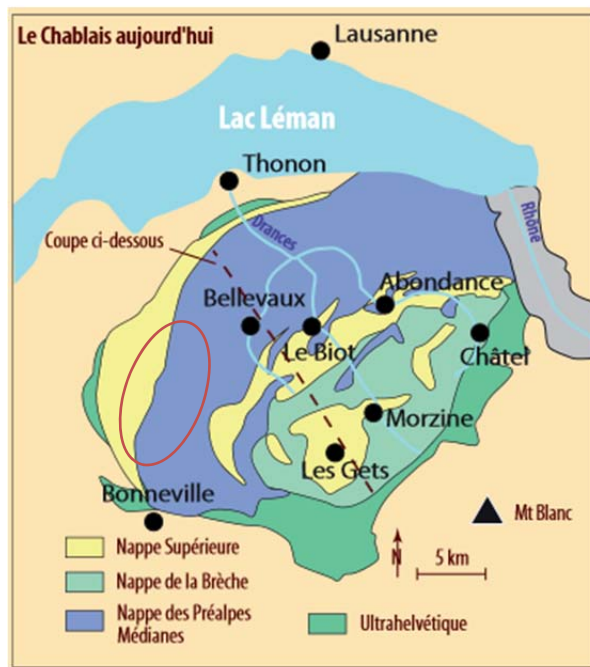 Le Chablais aujourd'hui
Lausanne
Lac Léman
Thonon
Rhône
Drances
Coupe ci-dessous
Abondance
Bellevaux
Le Biot
Châtel
Morzine
Les Gets
Bonneville
Mt Blanc
Nappe Supérieure
N
5 km
Nappe de la Brèche
Nappe des Préalpes
Médianes
Ultrahelvétique